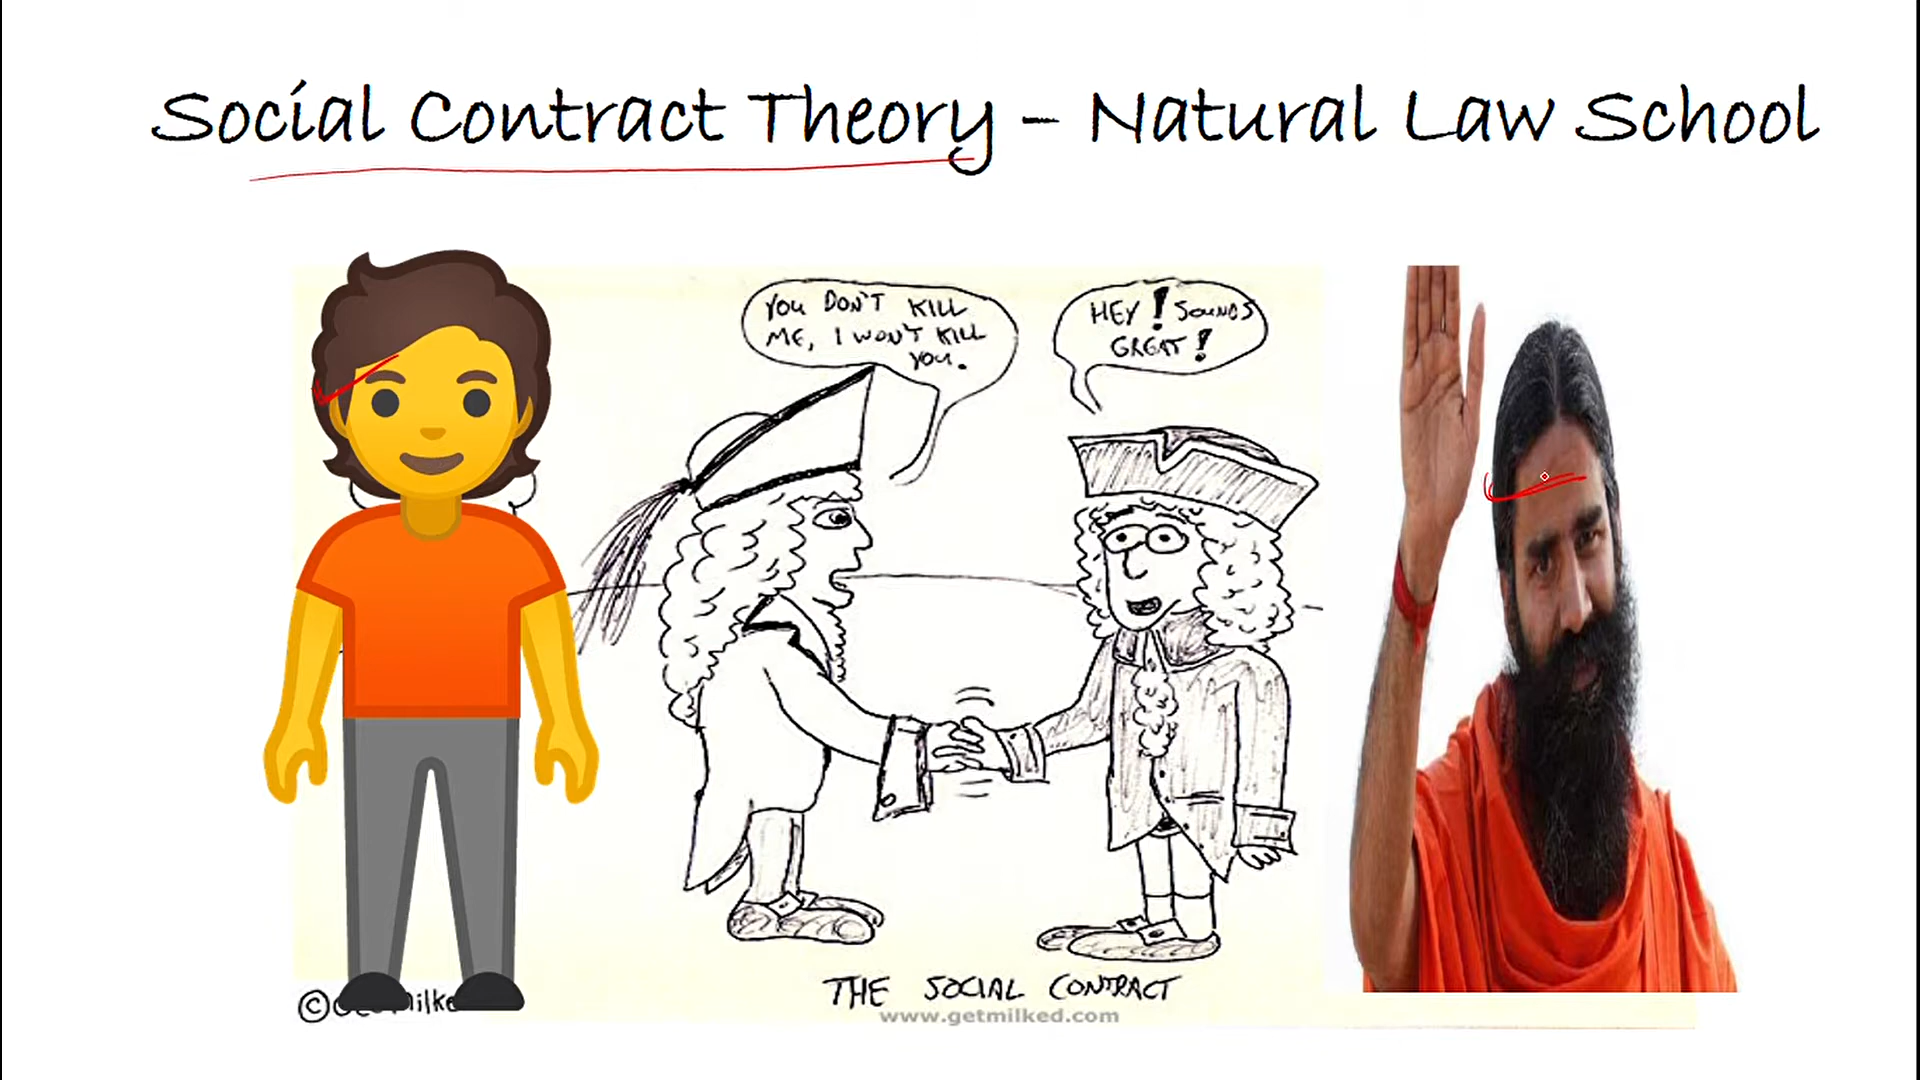 Social Contract Theory – Natural Law School
YOU DON'T KILL
ME, I WON'T KILL
YOU.
HEY! SOUNDS
GREAT!
THE SOCIAL CONTRACT
www.getmilked.com
©